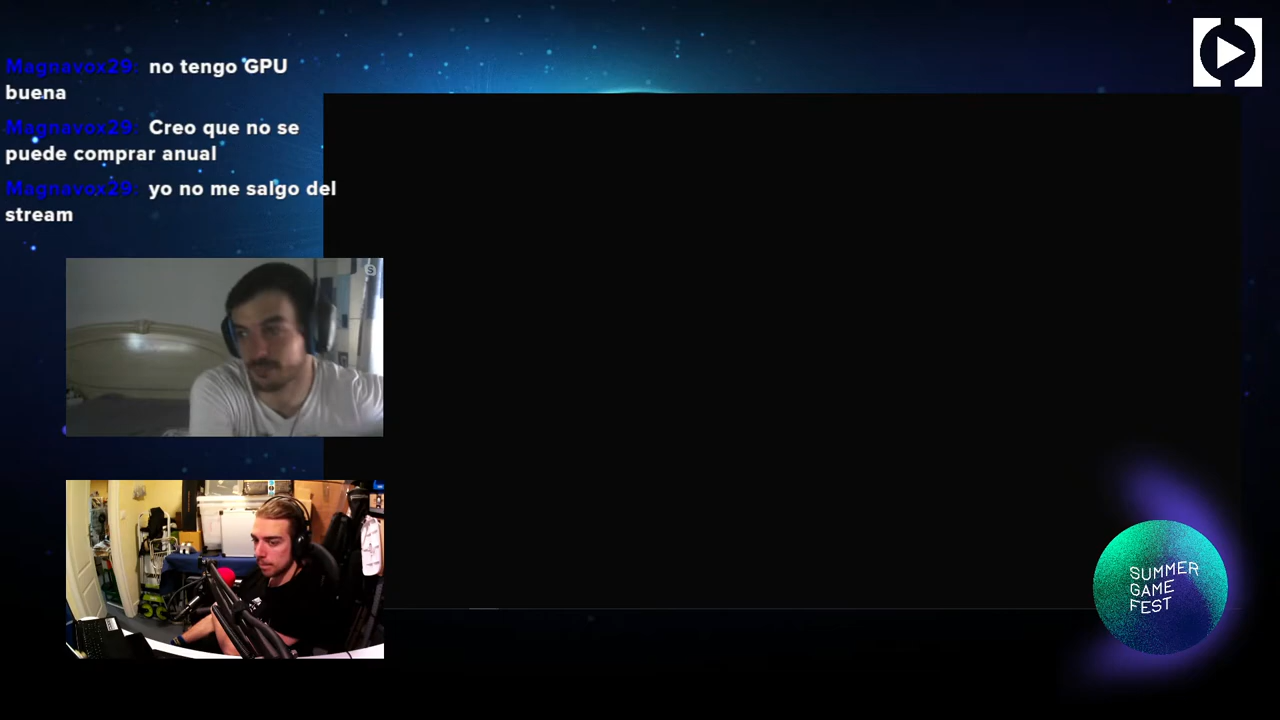 Magnavox29: no tengo GPU
buena
Magnavox29: Creo que no se
puede comprar anual
Magnavox29: yo no me salgo del
stream
SUMMER
GAME
FEST